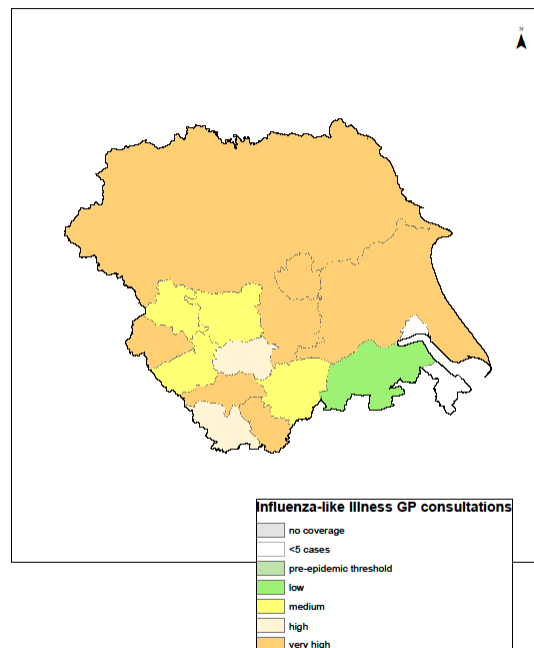 N
Influenza-like Illness GP consultations
no coverage
<5 cases
pre-epidemic threshold
low
medium
high
very high